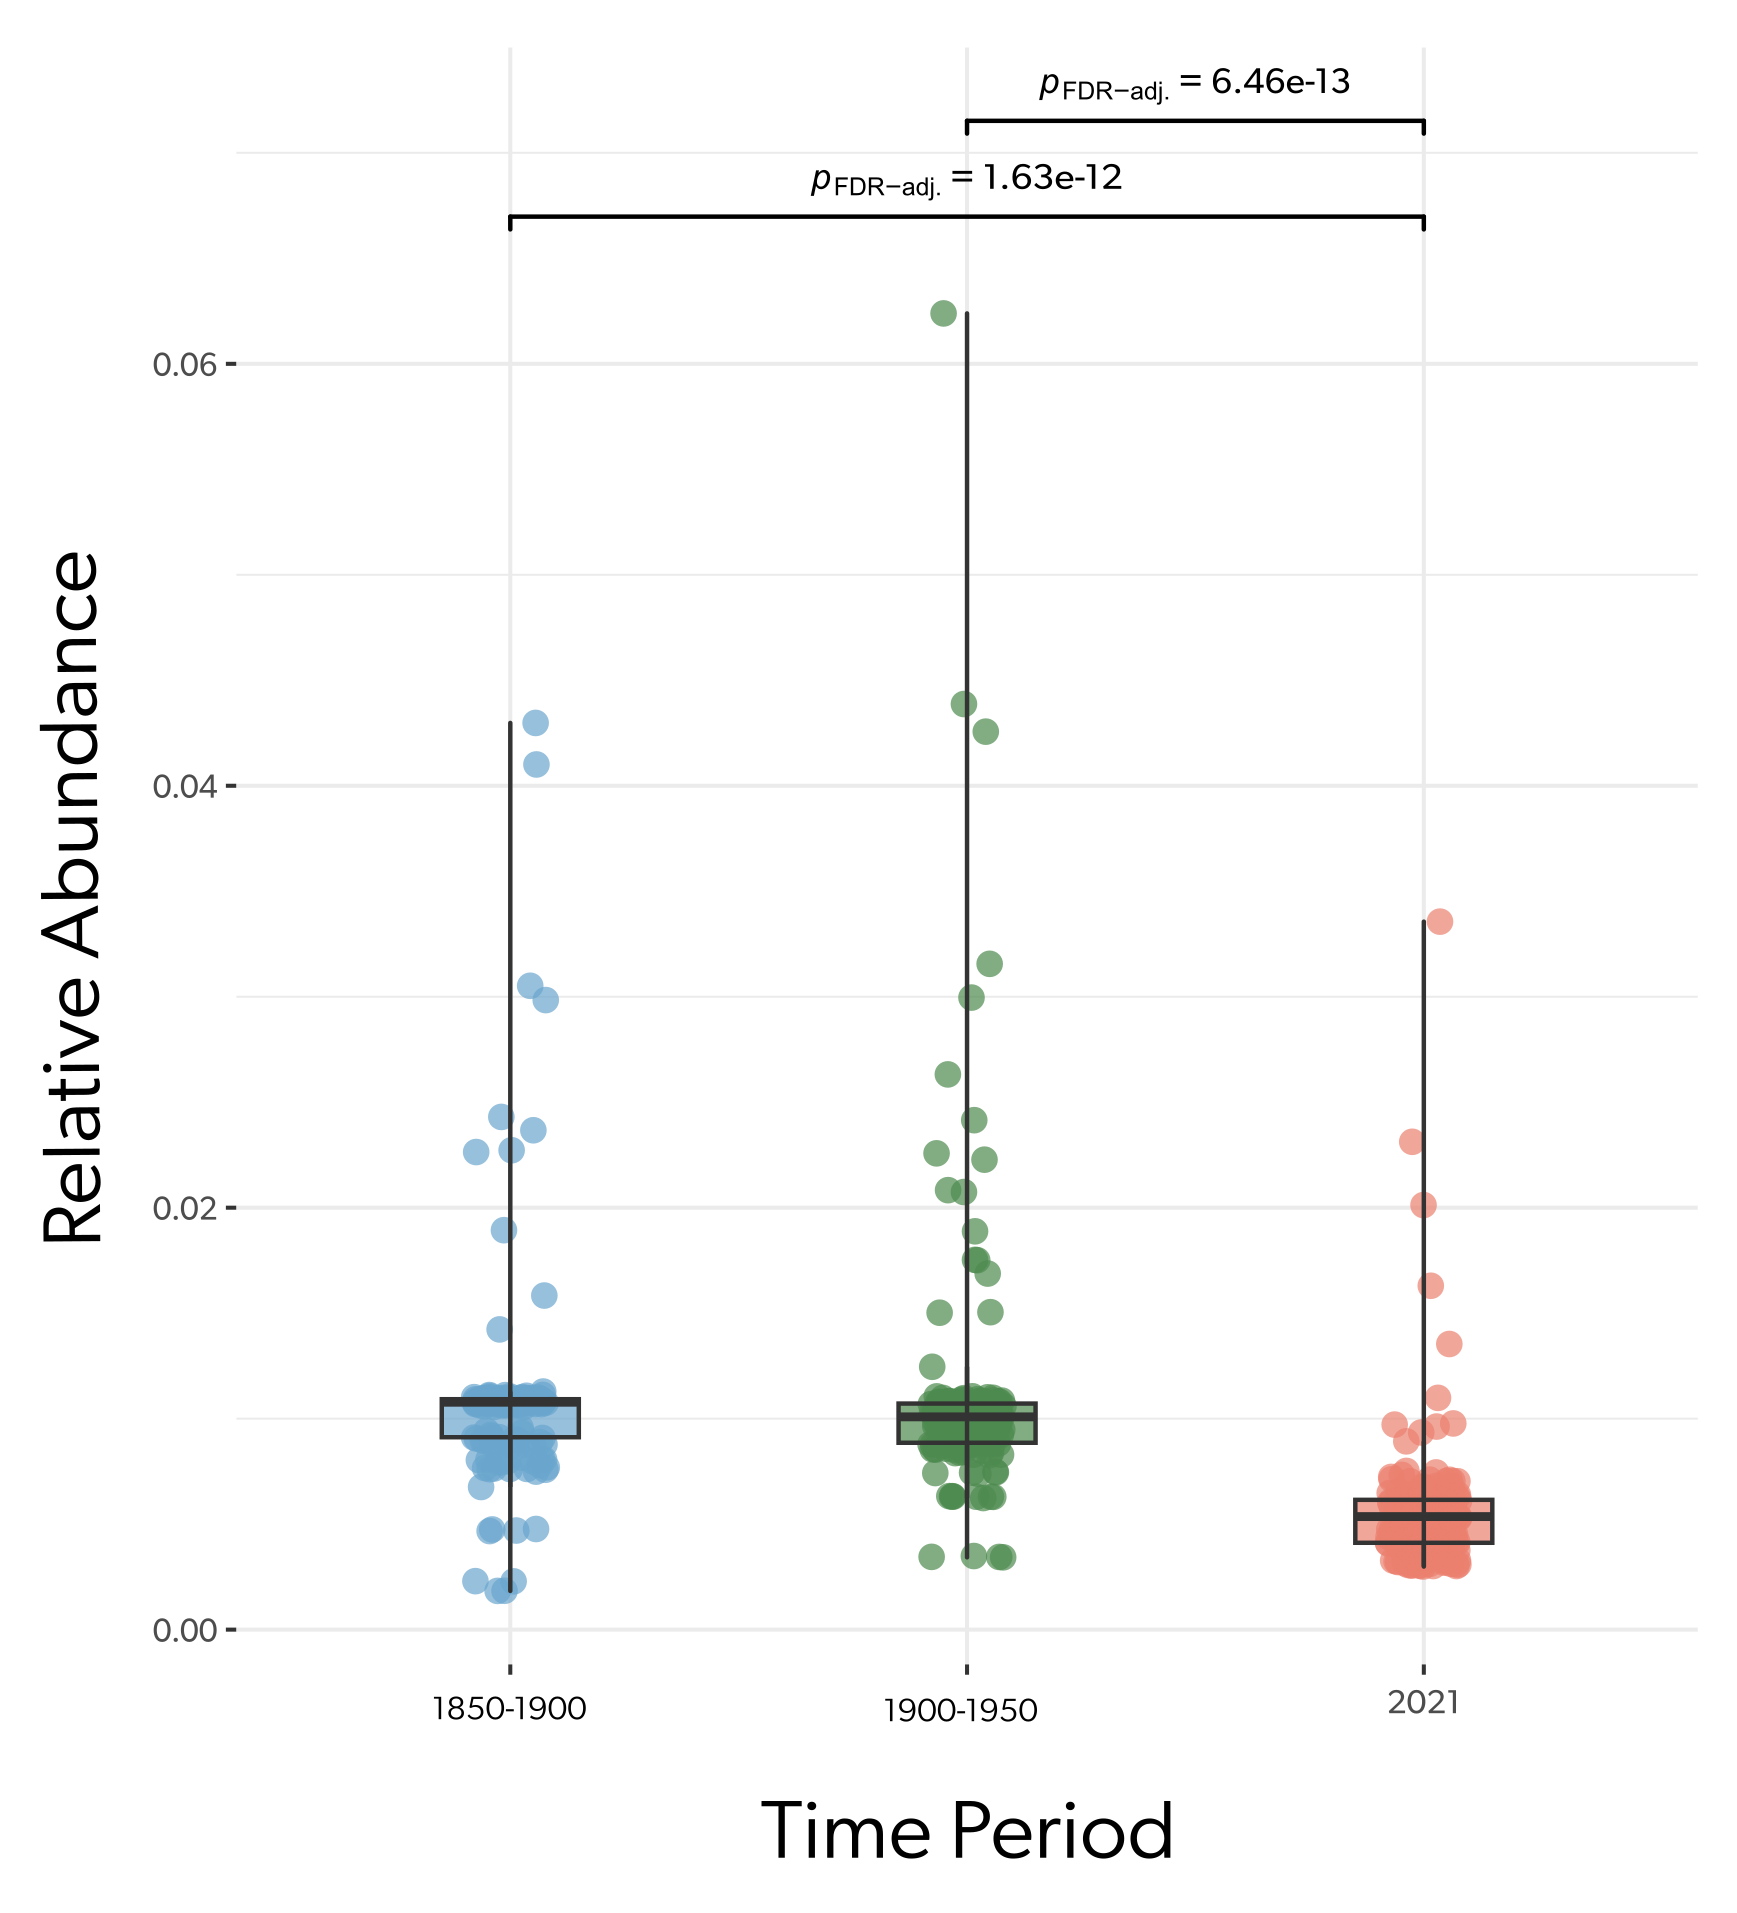 pFDR−adj. = 6.46e-13
pFDR−adj. = 1.63e-12
0.06
0.04
0.02
0.00
Relative Abundance
1850-1900
1900-1950
2021
Time Period